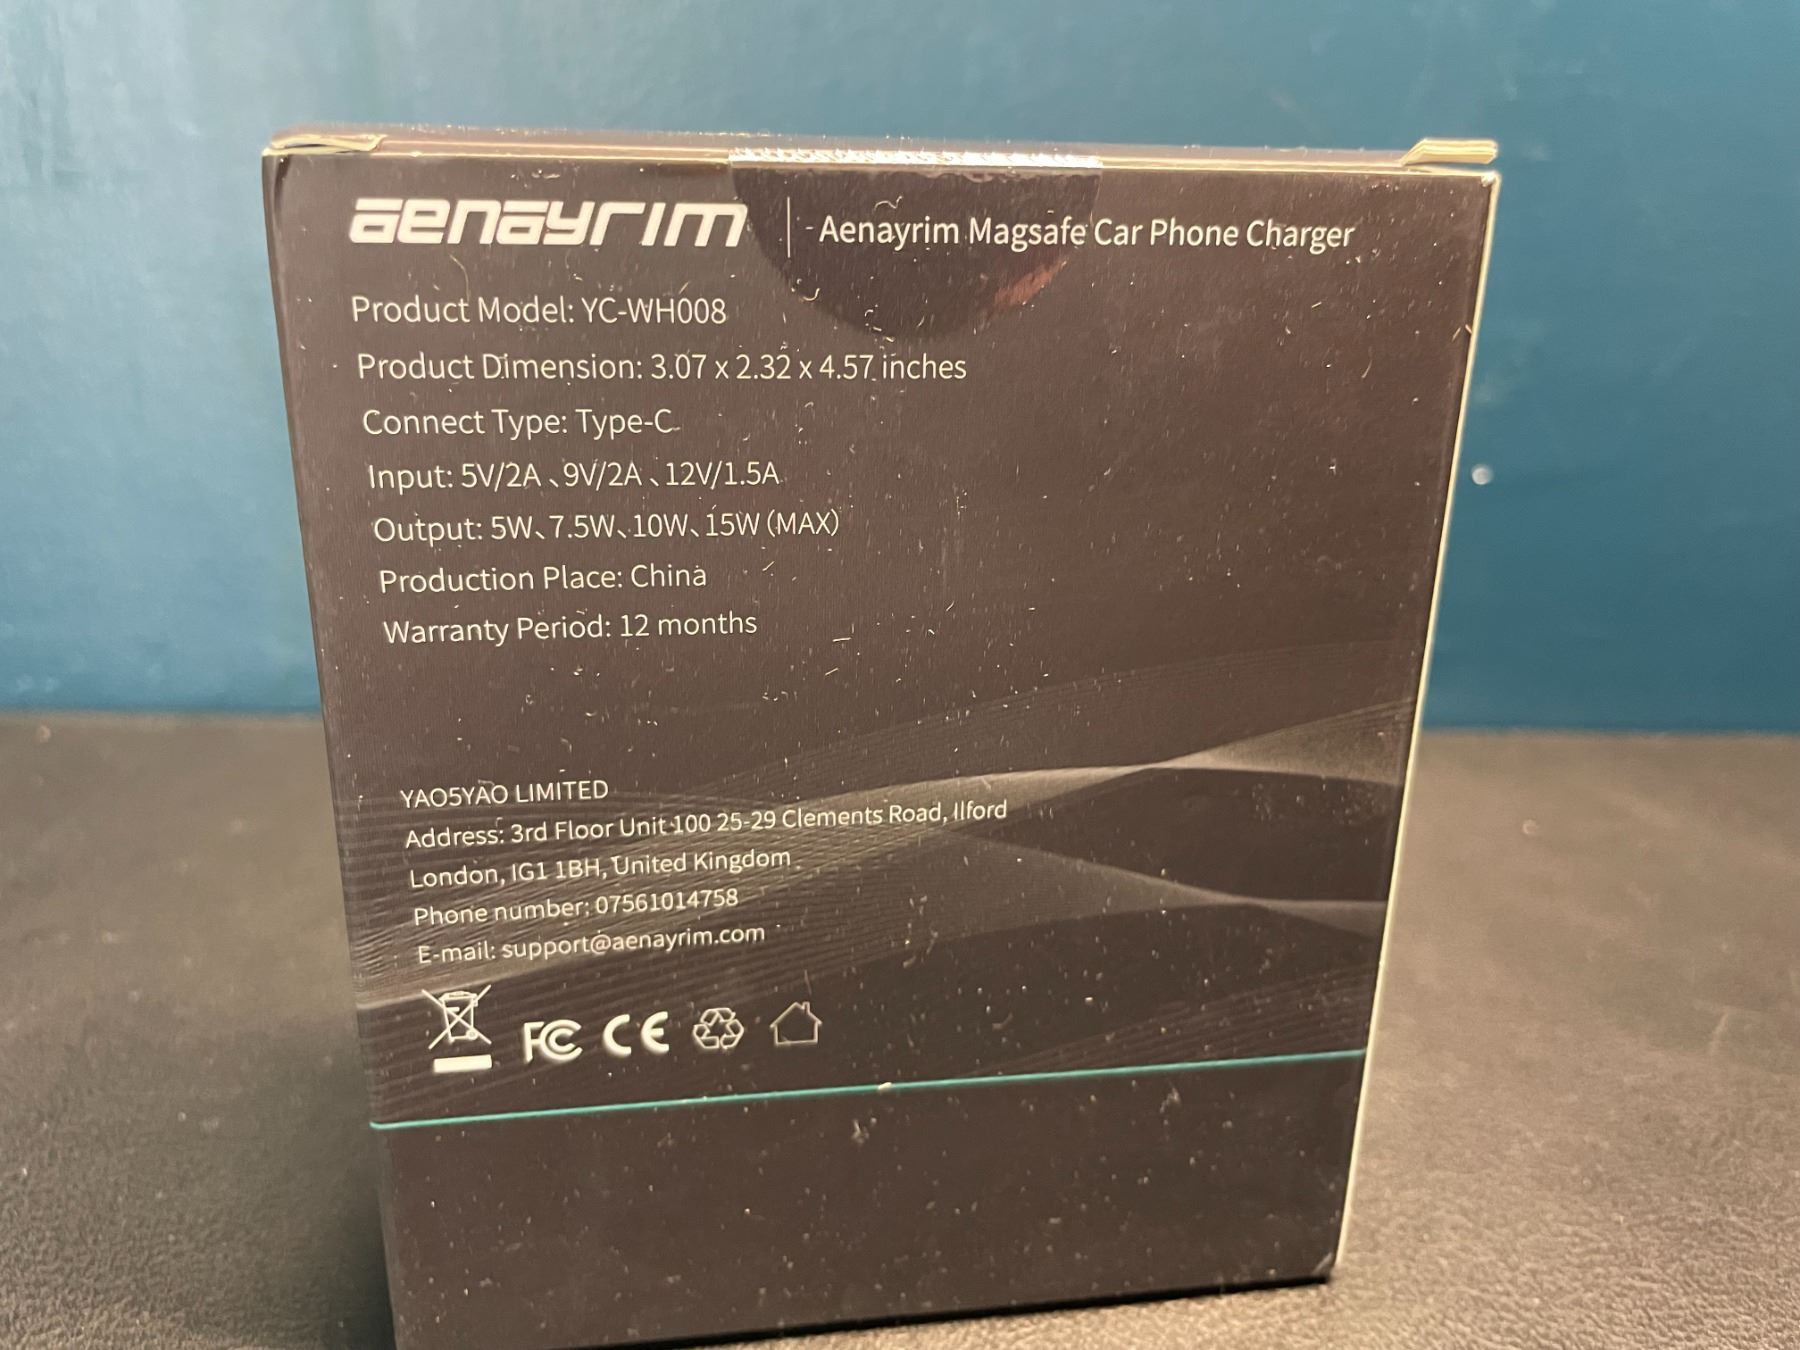 aenayrim | Aenayrim Magsafe Car Phone Charger
Product Model: YC-WH008
Product Dimension: 3.07 x 2.32 x 4.57 inches
Connect Type: Type-C
Input: 5V/2A、9V/2A、12V/1.5A
Output: 5W、7.5W、10W、15W (MAX)
Production Place: China
Warranty Period: 12 months
YAO5YAO LIMITED
Address: 3rd Floor Unit 100 25-29 Clements Road, Ilford
London, IG1 1BH, United Kingdom
Phone number: 07561014758
E-mail: support@aenayrim.com
FC CE